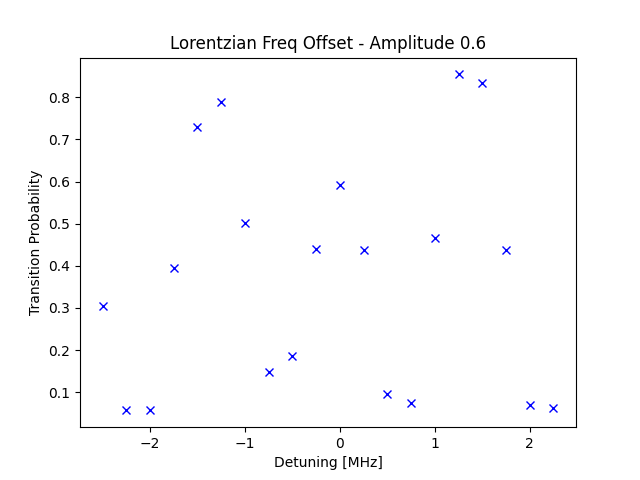 Lorentzian Freq Offset - Amplitude 0.6
Transition Probability
0.8
0.7
0.6
0.5
0.4
0.3
0.2
0.1
−2 −1 0 1 2
Detuning [MHz]